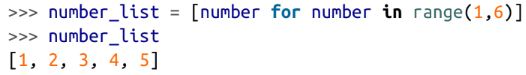 >>> number_list = [number for number in range(1,6)]
>>> number_list
[1, 2, 3, 4, 5]